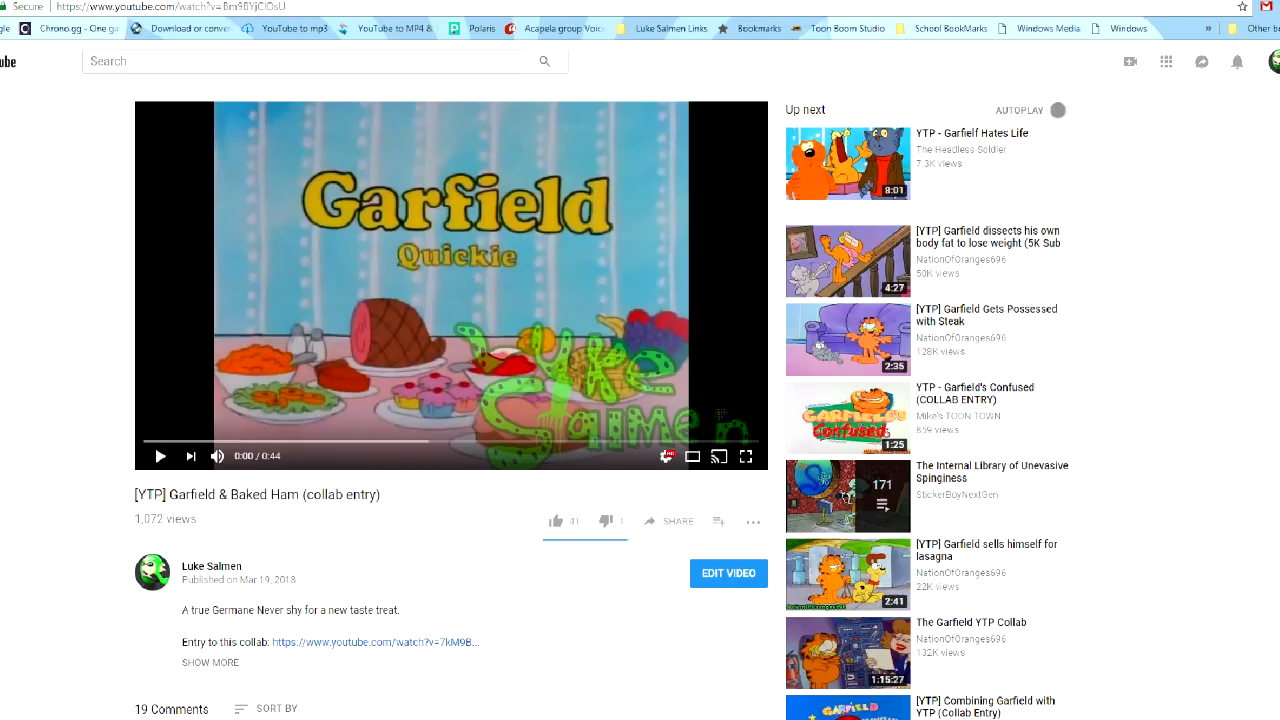 Secure
https://www.youtube.com/watch?v=Bm9BYjClOsU
gle
Chrono.gg - One ga
Download or conver
YouTube to mp3
YouTube to MP4 &
Polaris
Acapela group Voic
Luke Salmen Links
Bookmarks
Toon Boom Studio
School BookMarks
Windows Media
Windows
»
Other b
ube
Search
Garfield
Quickie
Luke
Salmen
0:00 / 0:44
HD
[YTP] Garfield & Baked Ham (collab entry)
1,072 views
41
1
SHARE
Luke Salmen
Published on Mar 19, 2018
EDIT VIDEO
A true Germane Never shy for a new taste treat.
Entry to this collab: https://www.youtube.com/watch?v=7kM9B...
SHOW MORE
19 Comments
SORT BY
Up next
AUTOPLAY
YTP - Garfielf Hates Life
The Headless Soldier
7.3K views
8:01
[YTP] Garfield dissects his own
body fat to lose weight (5K Sub
NationOfOranges696
50K views
4:27
[YTP] Garfield Gets Possessed
with Steak
NationOfOranges696
128K views
2:35
YTP - Garfield's Confused
(COLLAB ENTRY)
Mike's TOON TOWN
859 views
GARFIELD'S
Confused
1:25
The Internal Library of Unevasive
Spinginess
StickerBoyNextGen
171
[YTP] Garfield sells himself for
lasagna
NationOfOranges696
22K views
NationOfOranges696
2:41
The Garfield YTP Collab
NationOfOranges696
132K views
1:15:27
[YTP] Combining Garfield with
YTP (Collab Entry)
GARFIELD